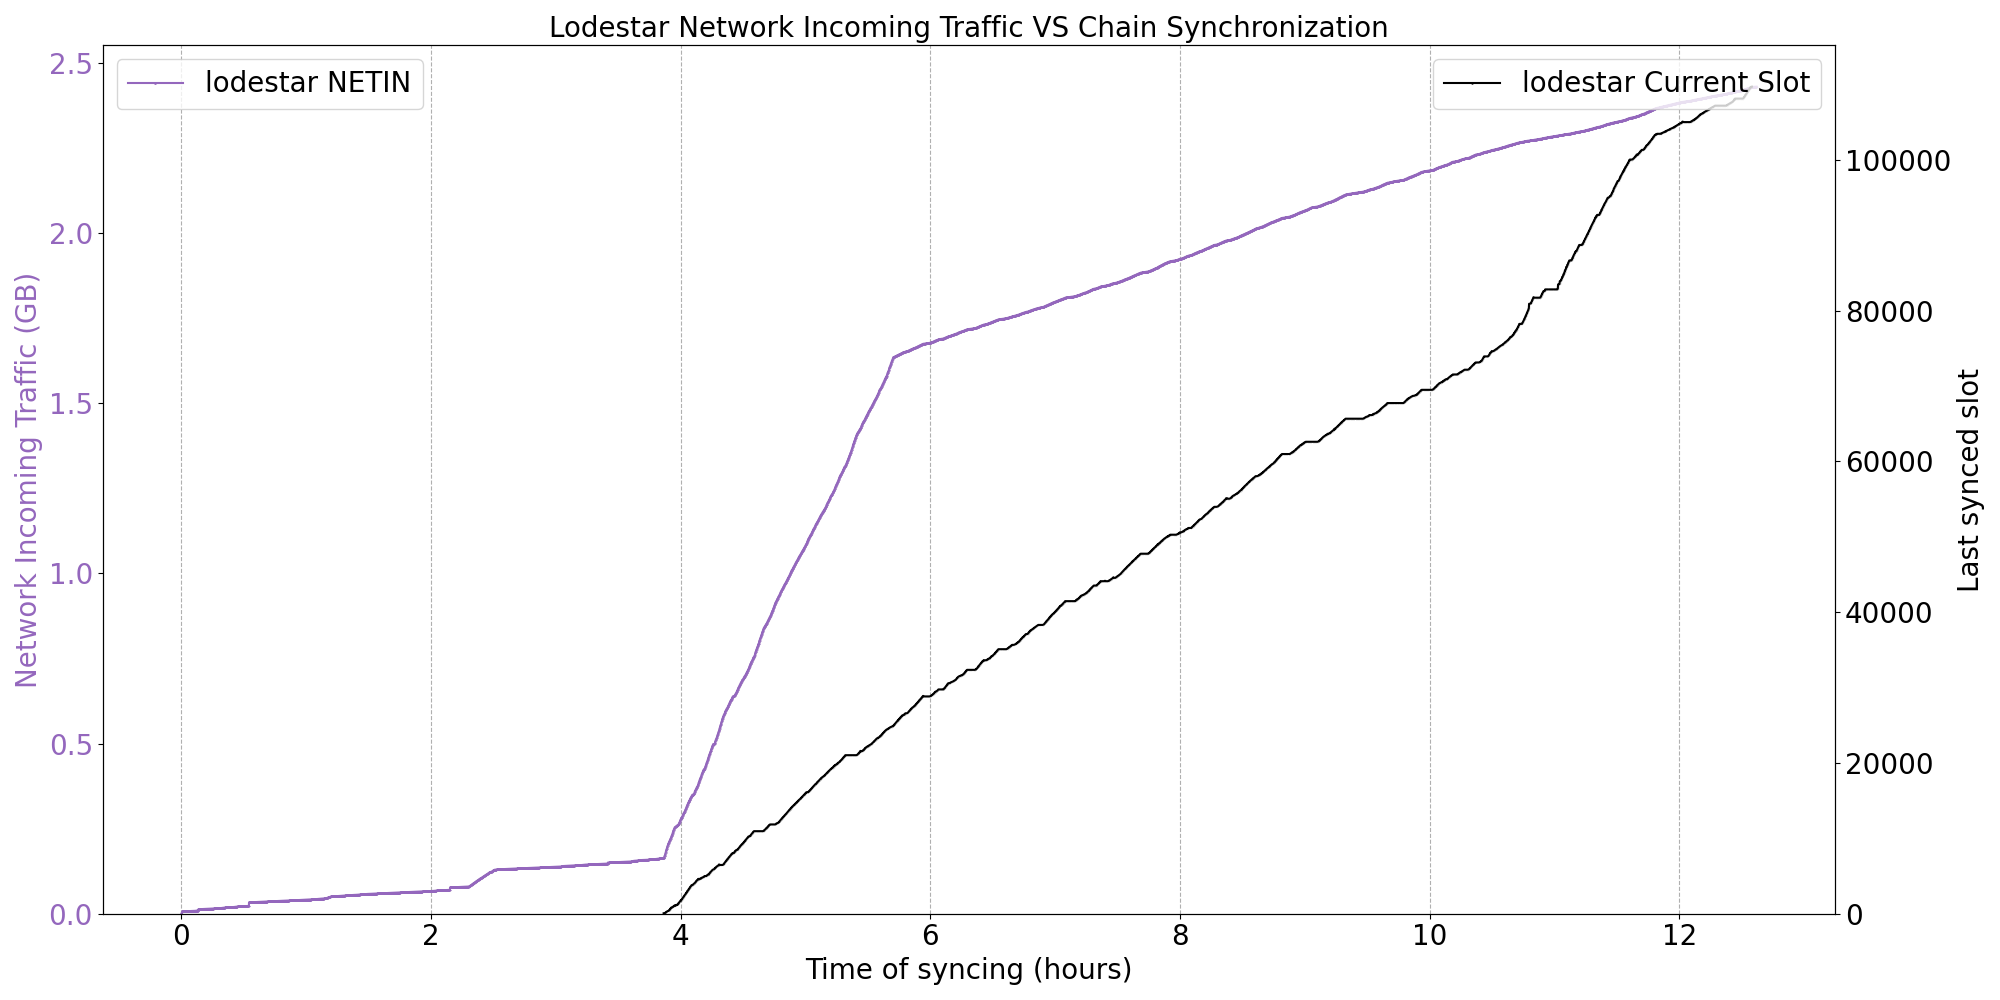 Lodestar Network Incoming Traffic VS Chain Synchronization
lodestar NETIN
lodestar Current Slot
Network Incoming Traffic (GB)
2.5
2.0
1.5
1.0
0.5
0.0
100000
80000
60000
40000
20000
0
Last synced slot
0 2 4 6 8 10 12
Time of syncing (hours)